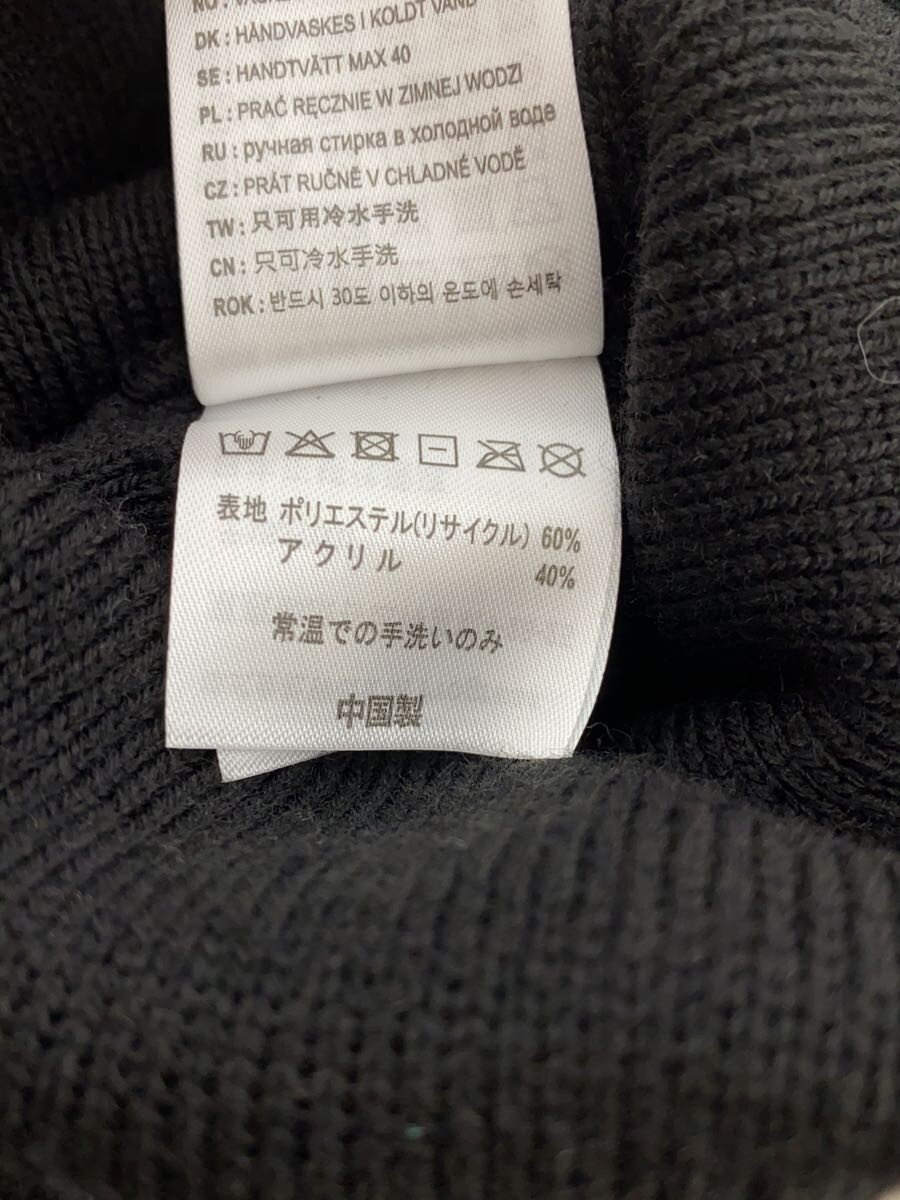 DK : HÅNDVASKES I KOLDT VAND
SE : HANDTVÄTT MAX 40
PL : PRAČ RĘCZNIE W ZIMNEJ WODZI
RU : ручная стирка в холодной воде
CZ : PRÁT RUČNĚ V CHLADNÉ VODĚ
TW : 只可用冷水手洗
CN : 只可冷水手洗
ROK : 반드시 30도 이하의 온도에 손세탁
表地 ポリエステル(リサイクル) 60%
アクリル 40%
常温での手洗いのみ
中国製